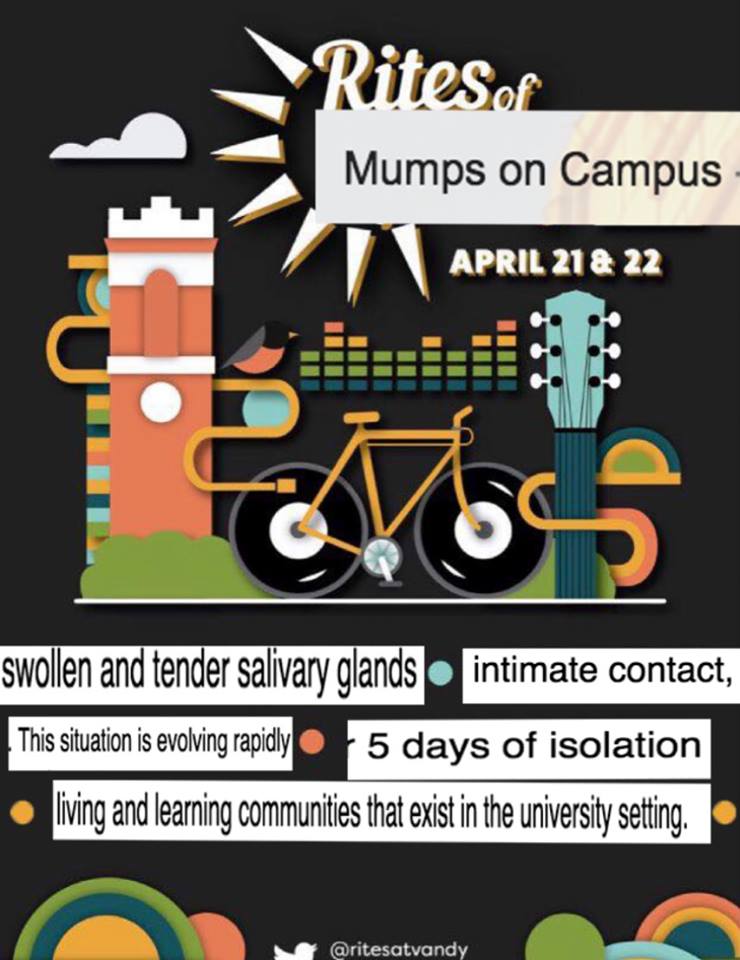 Rites of
Mumps on Campus -
APRIL 21 & 22
swollen and tender salivary glands intimate contact,
. This situation is evolving rapidly r 5 days of isolation
living and learning communities that exist in the university setting.
@ritesatvandy